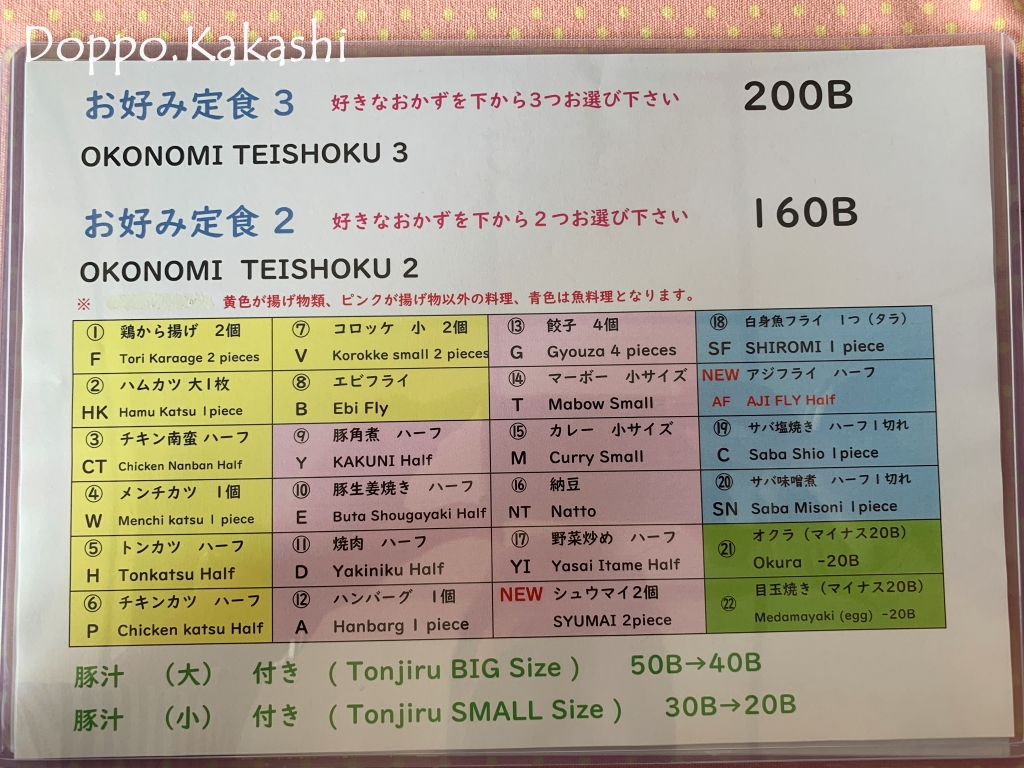 Doppo.Kakashi
お好み定食 3 好きなおかずを下から3つお選び下さい 200B
OKONOMI TEISHOKU 3
お好み定食 2 好きなおかずを下から2つお選び下さい 160B
OKONOMI TEISHOKU 2
※ 黄色が揚げ物類、ピンクが揚げ物以外の料理、青色は魚料理となります。
① 鶏から揚げ 2個
F Tori Karaage 2 pieces
② ハムカツ 大1枚
HK Hamu Katsu 1piece
③ チキン南蛮 ハーフ
CT Chicken Nanban Half
④ メンチカツ 1個
W Menchi katsu 1 piece
⑤ トンカツ ハーフ
H Tonkatsu Half
⑥ チキンカツ ハーフ
P Chicken katsu Half
⑦ コロッケ 小 2個
V Korokke small 2 pieces
⑧ エビフライ
B Ebi Fly
⑨ 豚角煮 ハーフ
Y KAKUNI Half
⑩ 豚生姜焼き ハーフ
E Buta Shougayaki Half
⑪ 焼肉 ハーフ
D Yakiniku Half
⑫ ハンバーグ 1個
A Hanbarg 1 piece
⑬ 餃子 4個
G Gyouza 4 pieces
⑭ マーボー 小サイズ
T Mabow Small
⑮ カレー 小サイズ
M Curry Small
⑯ 納豆
NT Natto
⑰ 野菜炒め ハーフ
YI Yasai Itame Half
NEW シュウマイ2個
SYUMAI 2piece
⑱ 白身魚フライ 1つ（タラ）
SF SHIROMI 1 piece
NEW アジフライ ハーフ
AF AJI FLY Half
⑲ サバ塩焼き ハーフ1切れ
C Saba Shio 1piece
⑳ サバ味噌煮 ハーフ1切れ
SN Saba Misoni 1piece
㉑ オクラ（マイナス20B）
Okura -20B
㉒ 目玉焼き（マイナス20B）
Medamayaki (egg) -20B
豚汁 （大） 付き ( Tonjiru BIG Size ) 50B→40B
豚汁 （小） 付き ( Tonjiru SMALL Size ) 30B→20B